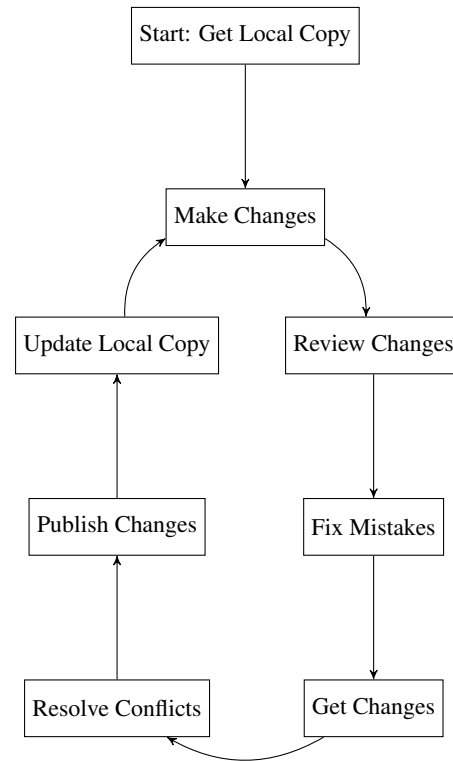 Start: Get Local Copy
Make Changes
Update Local Copy
Review Changes
Publish Changes
Fix Mistakes
Resolve Conflicts
Get Changes